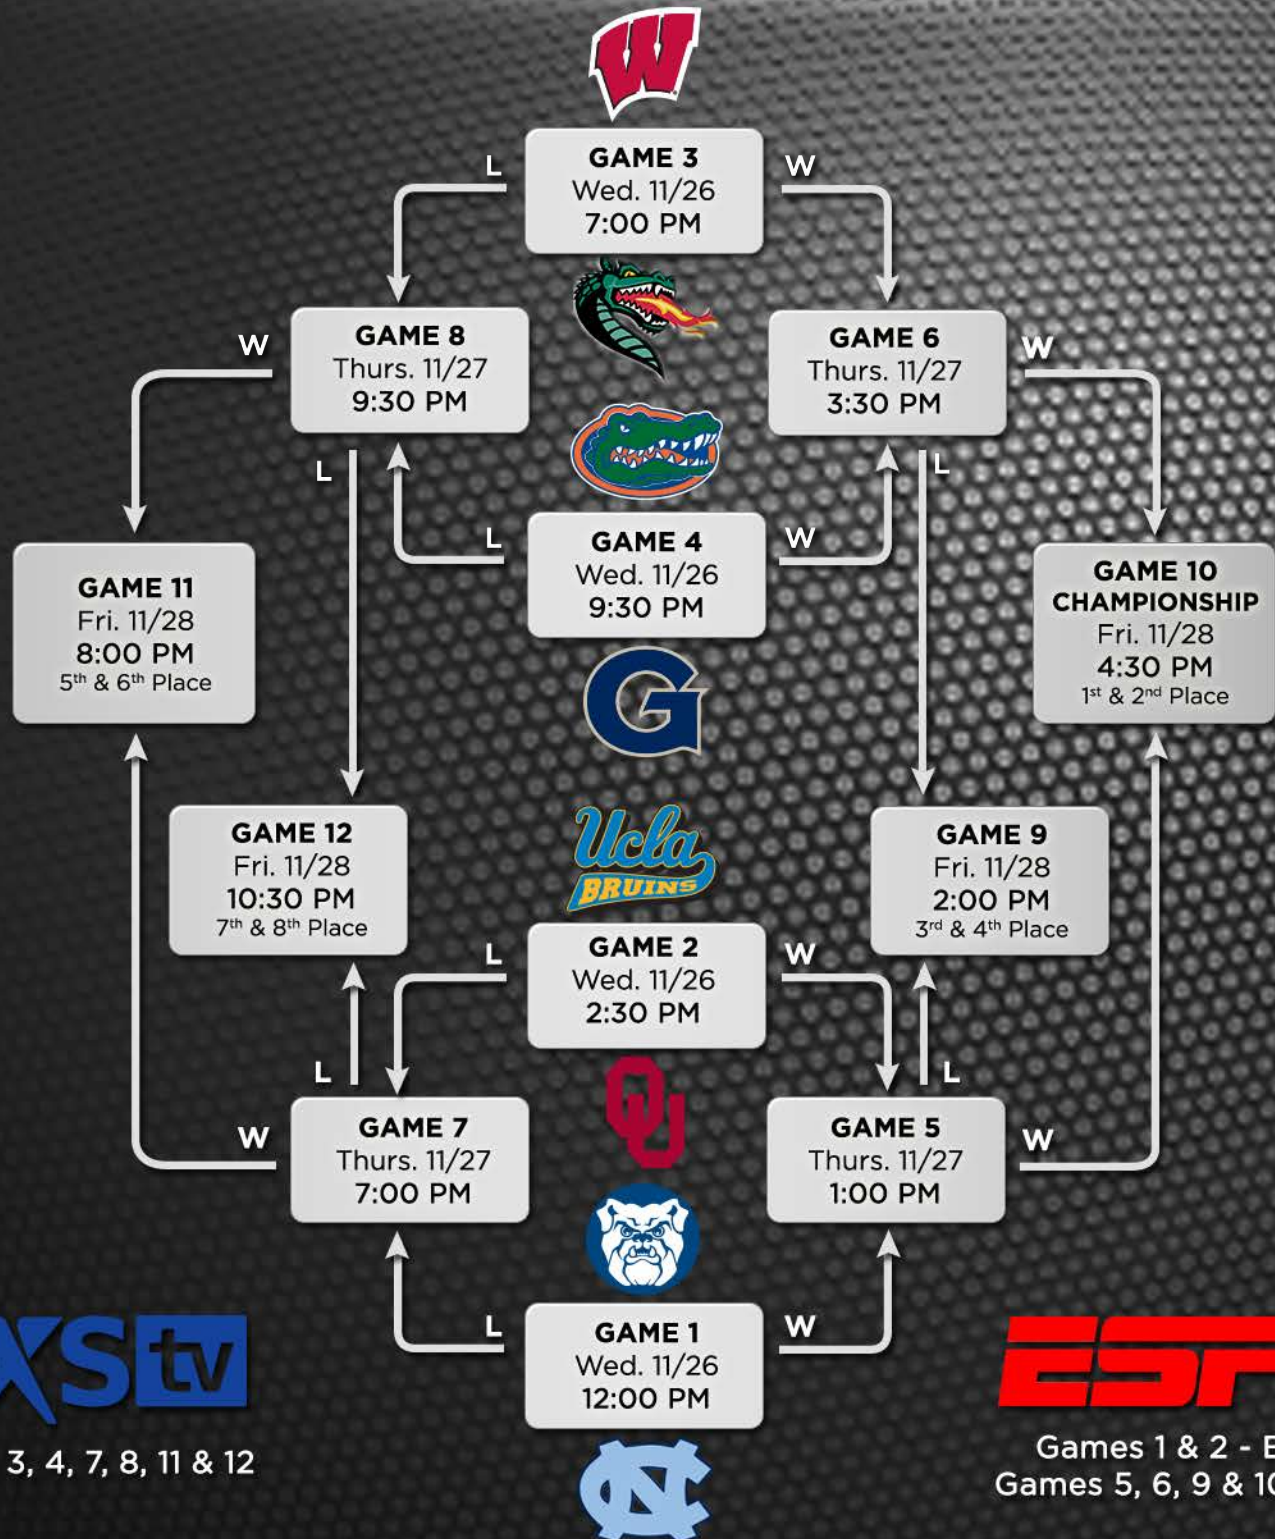 W
GAME 3
Wed. 11/26
7:00 PM
L
W
GAME 8
Thurs. 11/27
9:30 PM
GAME 6
Thurs. 11/27
3:30 PM
W
W
L
L
GAME 4
Wed. 11/26
9:30 PM
L
W
GAME 11
Fri. 11/28
8:00 PM
5th & 6th Place
GAME 10
CHAMPIONSHIP
Fri. 11/28
4:30 PM
1st & 2nd Place
G
Ucla
BRUINS
GAME 12
Fri. 11/28
10:30 PM
7th & 8th Place
GAME 9
Fri. 11/28
2:00 PM
3rd & 4th Place
GAME 2
Wed. 11/26
2:30 PM
L
W
OU
L
L
GAME 7
Thurs. 11/27
7:00 PM
GAME 5
Thurs. 11/27
1:00 PM
W
W
GAME 1
Wed. 11/26
12:00 PM
L
W
NC
XS tv
3, 4, 7, 8, 11 & 12
ESP
Games 1 & 2 - E
Games 5, 6, 9 & 10